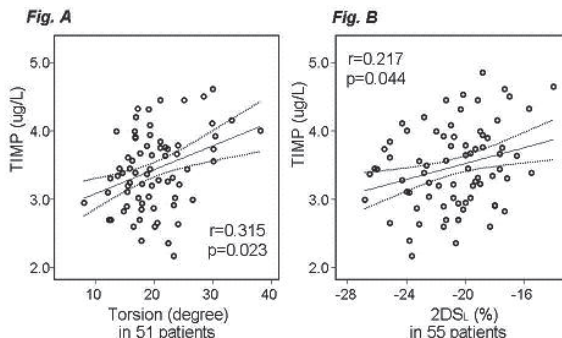 Fig. A
TIMP (ug/L)
5.0
4.0
3.0
2.0
r=0.315
p=0.023
10
20
30
40
Torsion (degree)
in 51 patients
Fig. B
TIMP (ug/L)
5.0
4.0
3.0
2.0
r=0.217
p=0.044
-28
-24
-20
-16
2DSL (%)
in 55 patients